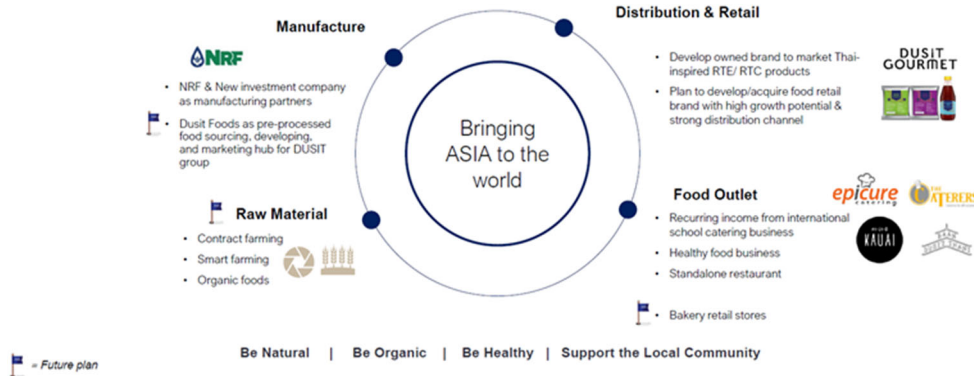 Manufacture
NRF
• NRF & New investment company
as manufacturing partners
• Dusit Foods as pre-processed
food sourcing, developing,
and marketing hub for DUSIT
group
Raw Material
• Contract farming
• Smart farming
• Organic foods
Bringing
ASIA to the
world
Distribution & Retail
• Develop owned brand to market Thai-
inspired RTE/ RTC products
• Plan to develop/acquire food retail
brand with high growth potential &
strong distribution channel
DUSIT
GOURMET
Food Outlet
• Recurring income from international
school catering business
• Healthy food business
• Standalone restaurant
• Bakery retail stores
epicure
catering
THE
CATERERS
KAUAI
Be Natural | Be Organic | Be Healthy | Support the Local Community
= Future plan